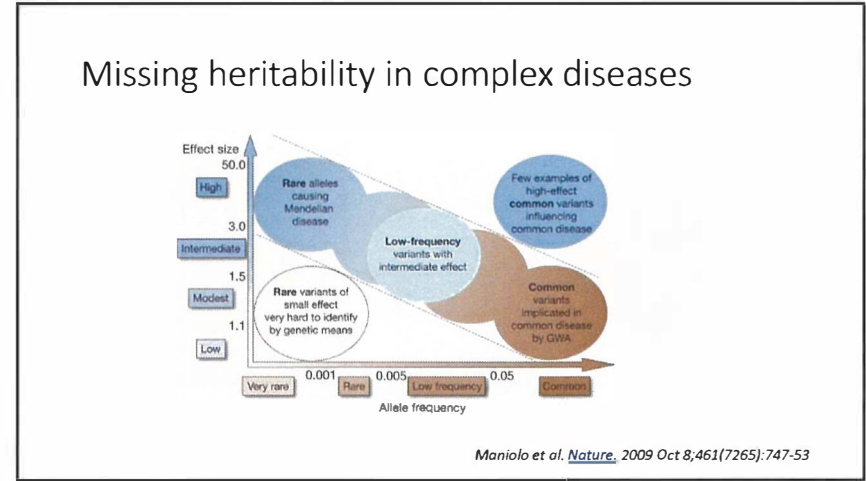 Missing heritability in complex diseases
Effect size
50.0
High
3.0
Intermediate
1.5
Modest
1.1
Low
Rare alleles
causing
Mendelian
disease
Few examples of
high-effect
common variants
influencing
common disease
Low-frequency
variants with
intermediate effect
Rare variants of
small effect
very hard to identify
by genetic means
Common
variants
implicated in
common disease
by GWA
0.001
0.005
0.05
Very rare
Rare
Low frequency
Common
Allele frequency
Maniolo et al. Nature. 2009 Oct 8;461(7265):747-53